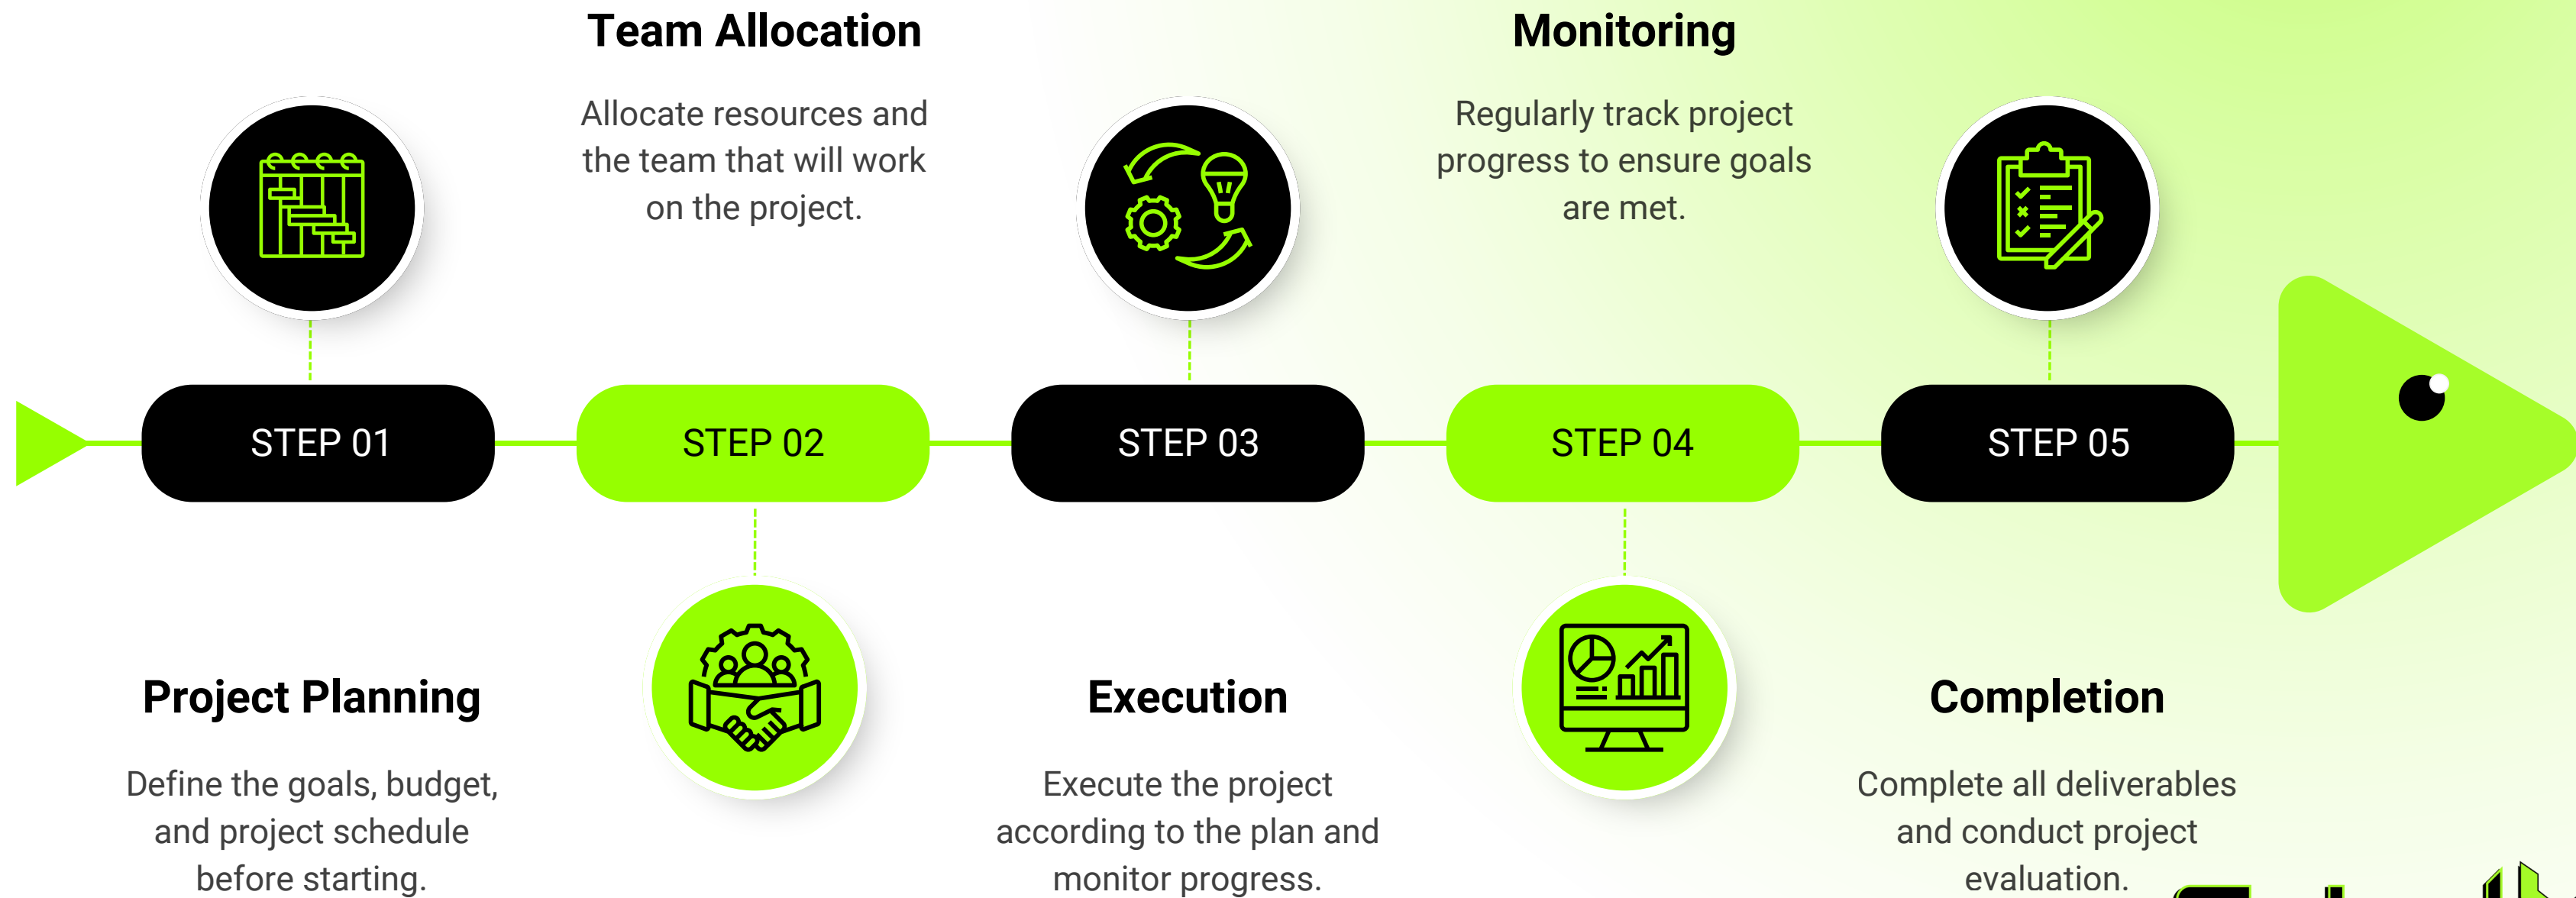 Team Allocation
Allocate resources and
the team that will work
on the project.
Monitoring
Regularly track project
progress to ensure goals
are met.
STEP 01
STEP 02
STEP 03
STEP 04
STEP 05
Project Planning
Define the goals, budget,
and project schedule
before starting.
Execution
Execute the project
according to the plan and
monitor progress.
Completion
Complete all deliverables
and conduct project
evaluation.